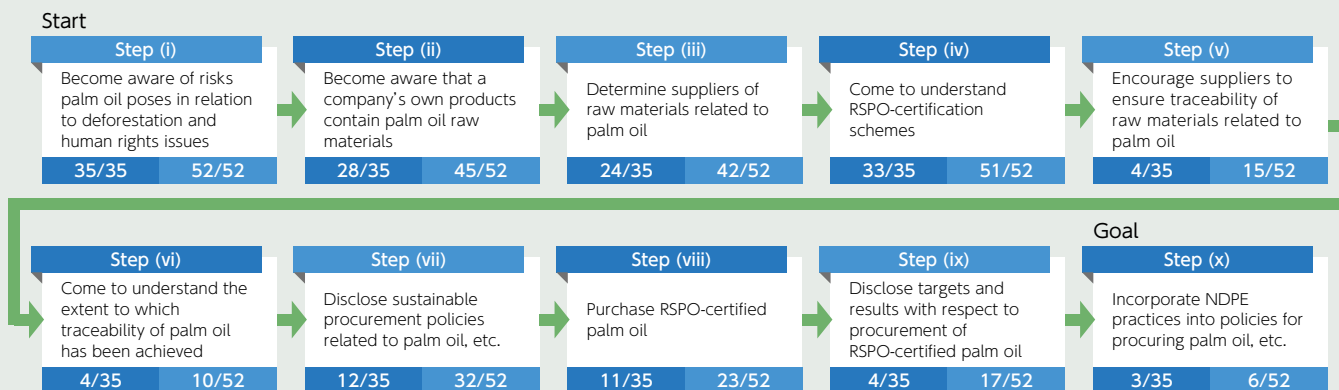 Start
Step (i)
Become aware of risks
palm oil poses in relation
to deforestation and
human rights issues
35/35 52/52
Step (ii)
Become aware that a
company's own products
contain palm oil raw
materials
28/35 45/52
Step (iii)
Determine suppliers of
raw materials related to
palm oil
24/35 42/52
Step (iv)
Come to understand
RSPO-certification
schemes
33/35 51/52
Step (v)
Encourage suppliers to
ensure traceability of
raw materials related to
palm oil
4/35 15/52
Step (vi)
Come to understand the
extent to which
traceability of palm oil
has been achieved
4/35 10/52
Step (vii)
Disclose sustainable
procurement policies
related to palm oil, etc.
12/35 32/52
Step (viii)
Purchase RSPO-certified
palm oil
11/35 23/52
Step (ix)
Disclose targets and
results with respect to
procurement of
RSPO-certified palm oil
4/35 17/52
Goal
Step (x)
Incorporate NDPE
practices into policies for
procuring palm oil, etc.
3/35 6/52